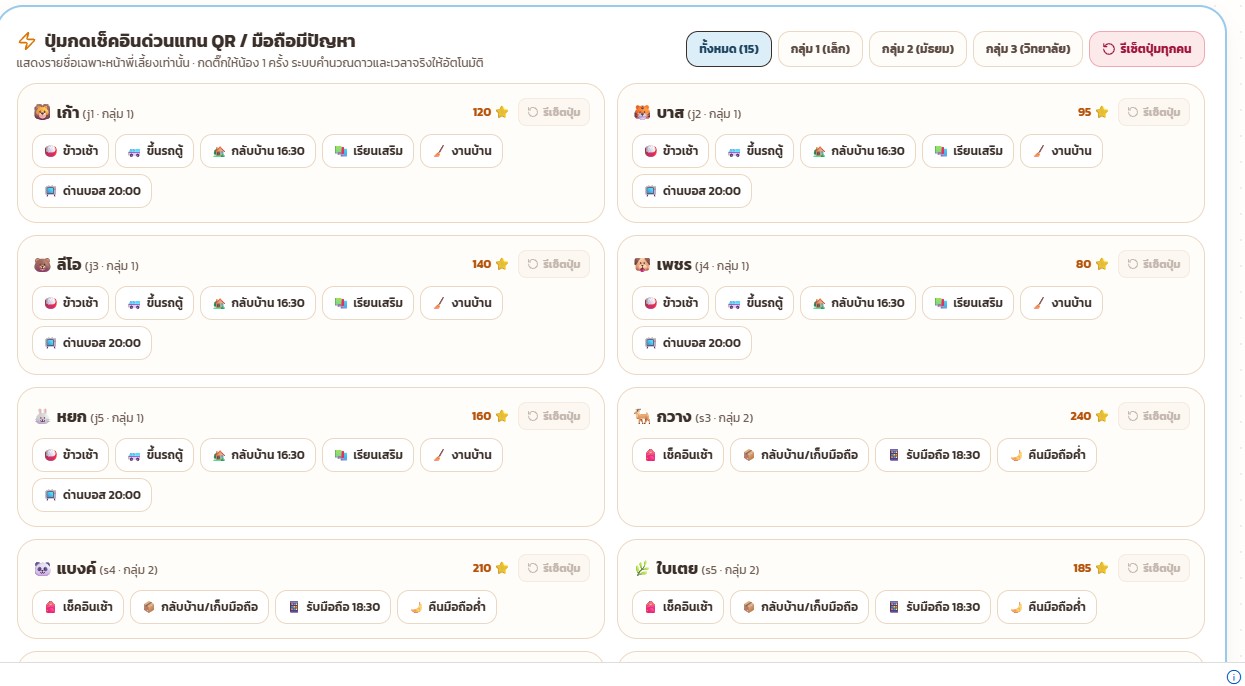 ปุ่มกดเช็คอินด่วนแทน QR / มือถือมีปัญหา
แสดงรายชื่อเฉพาะหน้าพี่เลี้ยงเท่านั้น · กดติ๊กให้น้อง 1 ครั้ง ระบบคำนวณดาวและเวลาจริงให้อัตโนมัติ
ทั้งหมด (15) กลุ่ม 1 (เล็ก) กลุ่ม 2 (มัธยม) กลุ่ม 3 (วิทยาลัย) รีเซ็ตปุ่มทุกคน
เก้า (j1 · กลุ่ม 1) 120 รีเซ็ตปุ่ม
ข้าวเช้า ขึ้นรถตู้ กลับบ้าน 16:30 เรียนเสริม งานบ้าน
ด่านบอส 20:00
บาส (j2 · กลุ่ม 1) 95 รีเซ็ตปุ่ม
ข้าวเช้า ขึ้นรถตู้ กลับบ้าน 16:30 เรียนเสริม งานบ้าน
ด่านบอส 20:00
ลีโอ (j3 · กลุ่ม 1) 140 รีเซ็ตปุ่ม
ข้าวเช้า ขึ้นรถตู้ กลับบ้าน 16:30 เรียนเสริม งานบ้าน
ด่านบอส 20:00
เพชร (j4 · กลุ่ม 1) 80 รีเซ็ตปุ่ม
ข้าวเช้า ขึ้นรถตู้ กลับบ้าน 16:30 เรียนเสริม งานบ้าน
ด่านบอส 20:00
หยก (j5 · กลุ่ม 1) 160 รีเซ็ตปุ่ม
ข้าวเช้า ขึ้นรถตู้ กลับบ้าน 16:30 เรียนเสริม งานบ้าน
ด่านบอส 20:00
กวาง (s3 · กลุ่ม 2) 240 รีเซ็ตปุ่ม
เช็คอินเช้า กลับบ้าน/เก็บมือถือ รับมือถือ 18:30 คืนมือถือค่ำ
แบงค์ (s4 · กลุ่ม 2) 210 รีเซ็ตปุ่ม
เช็คอินเช้า กลับบ้าน/เก็บมือถือ รับมือถือ 18:30 คืนมือถือค่ำ
ใบเตย (s5 · กลุ่ม 2) 185 รีเซ็ตปุ่ม
เช็คอินเช้า กลับบ้าน/เก็บมือถือ รับมือถือ 18:30 คืนมือถือค่ำ